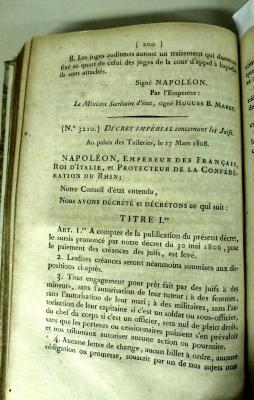 ( 200 )
8. Les juges auditeurs auront un traitement qui demeure
fixé au quart de celui des juges de la cour d'appel à laquelle
ils sont attachés.
Signé NAPOLÉON.
Par l'Empereur:
Le Ministre Secrétaire d'état, signé HUGUES B. MARET.
(N.° 3210.) DÉCRET IMPÉRIAL concernant les Juifs.
Au palais des Tuileries, le 17 Mars 1808.
NAPOLÉON, EMPEREUR DES FRANÇAIS,
ROI D'ITALIE, et PROTECTEUR DE LA CONFÉDÉ-
RATION DU RHIN;
Notre Conseil d'état entendu,
Nous AVONS DÉCRÉTÉ et DÉCRÉTONS ce qui suit:
TITRE I.er
ART. 1.er A compter de la publication du présent décret,
le sursis prononcé par notre décret du 30 mai 1806, pour
le paiement des créances des juifs, est levé.
2. Lesdites créances seront néanmoins soumises aux dis-
positions ci-après.
3. Tout engagement pour prêt fait par des juifs à des
mineurs, sans l'autorisation de leur tuteur; à des femmes,
sans l'autorisation de leur mari; à des militaires, sans l'au-
torisation de leur capitaine si c'est un soldat ou sous-officier,
du chef du corps si c'est un officier, sera nul de plein droit,
sans que les porteurs ou cessionnaires puissent s'en prévaloir
et nos tribunaux autoriser aucune action ou poursuite.
4. Aucune lettre de change, aucun billet à ordre, aucune
obligation ou promesse, souscrit par un de nos sujets non